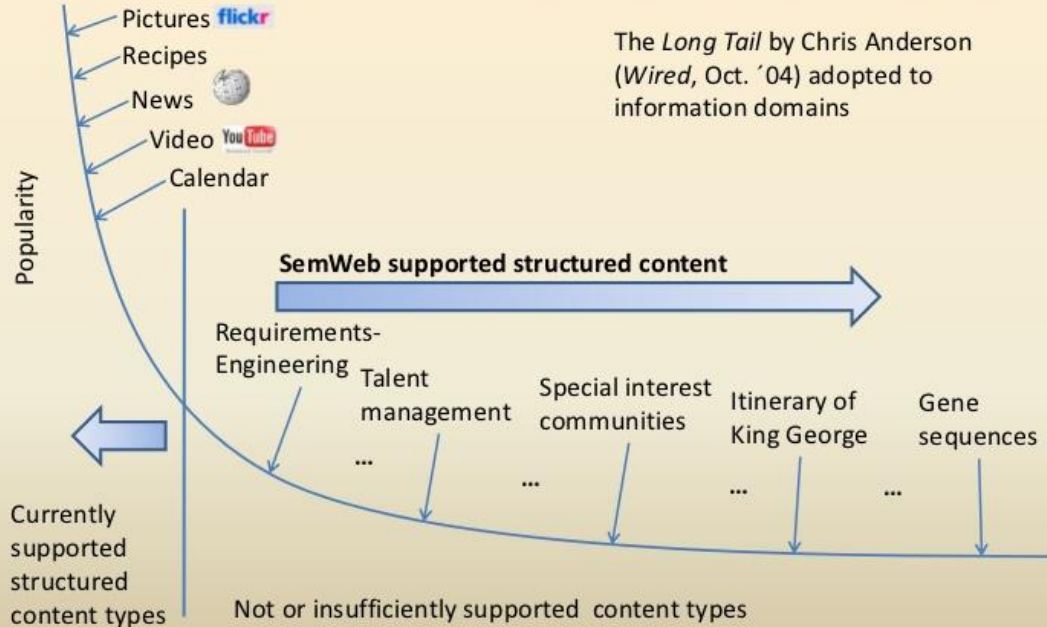 Pictures flickr
Recipes
News
Video YouTube
Calendar
The Long Tail by Chris Anderson
(Wired, Oct. ´04) adopted to
information domains
Popularity
SemWeb supported structured content
Requirements-
Engineering
Talent
management
Special interest
communities
Itinerary of
King George
Gene
sequences
...
...
...
...
Currently
supported
structured
content types
Not or insufficiently supported content types